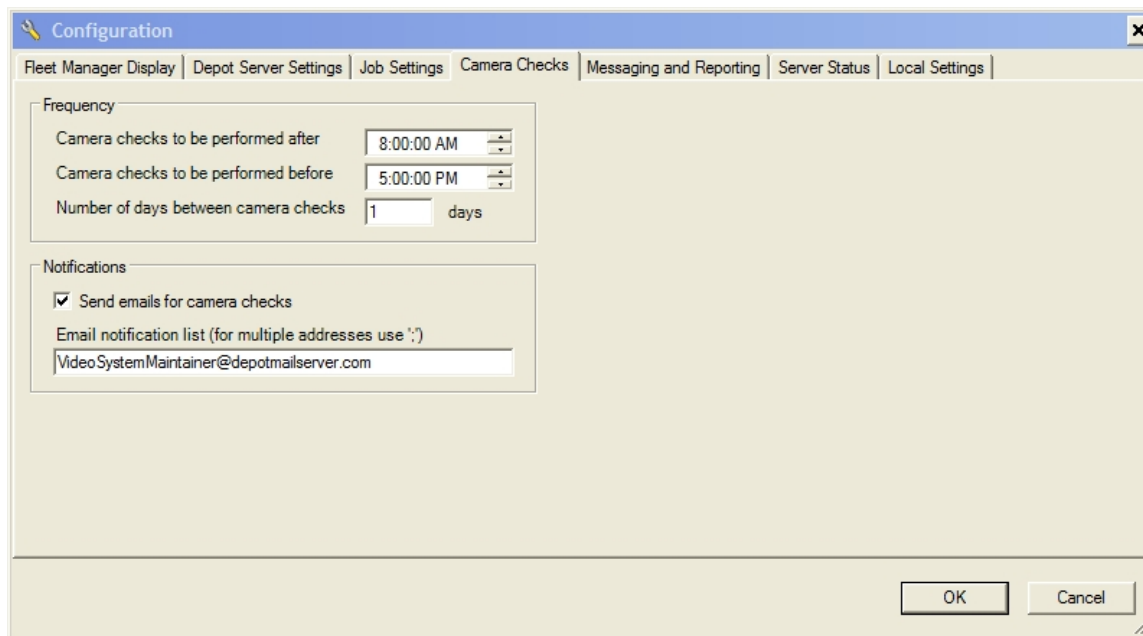 Configuration
Fleet Manager Display Depot Server Settings Job Settings Camera Checks Messaging and Reporting Server Status Local Settings
Frequency
Camera checks to be performed after 8:00:00 AM
Camera checks to be performed before 5:00:00 PM
Number of days between camera checks 1 days
Notifications
Send emails for camera checks
Email notification list (for multiple addresses use ';')
VideoSystemMaintainer@depotmailserver.com
OK Cancel